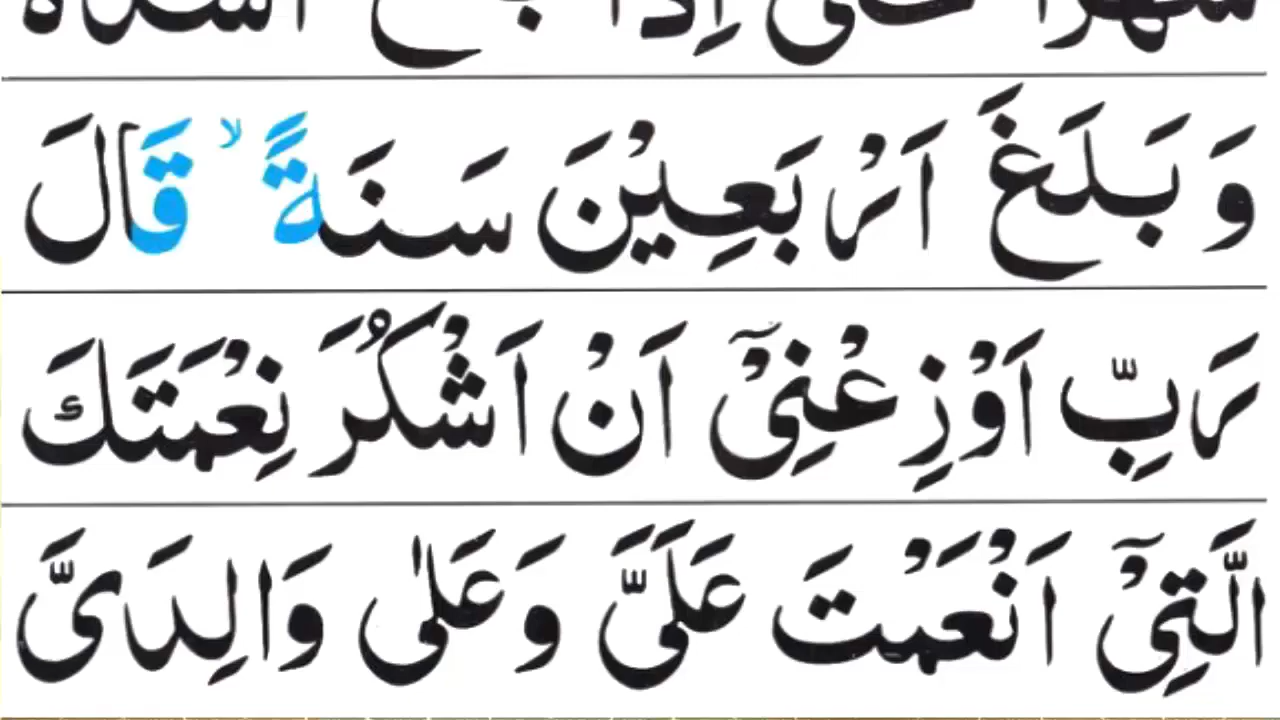 شَهْرًا حَتّٰٓى اِذَا بَلَغَ اَشُدَّهٗ
وَ بَلَغَ اَرْبَعِيْنَ سَنَةً ۙ قَالَ
رَبِّ اَوْزِعْنِيْۤ اَنْ اَشْكُرَ نِعْمَتَكَ
الَّتِيْۤ اَنْعَمْتَ عَلَيَّ وَعَلٰى وَالِدَيَّ